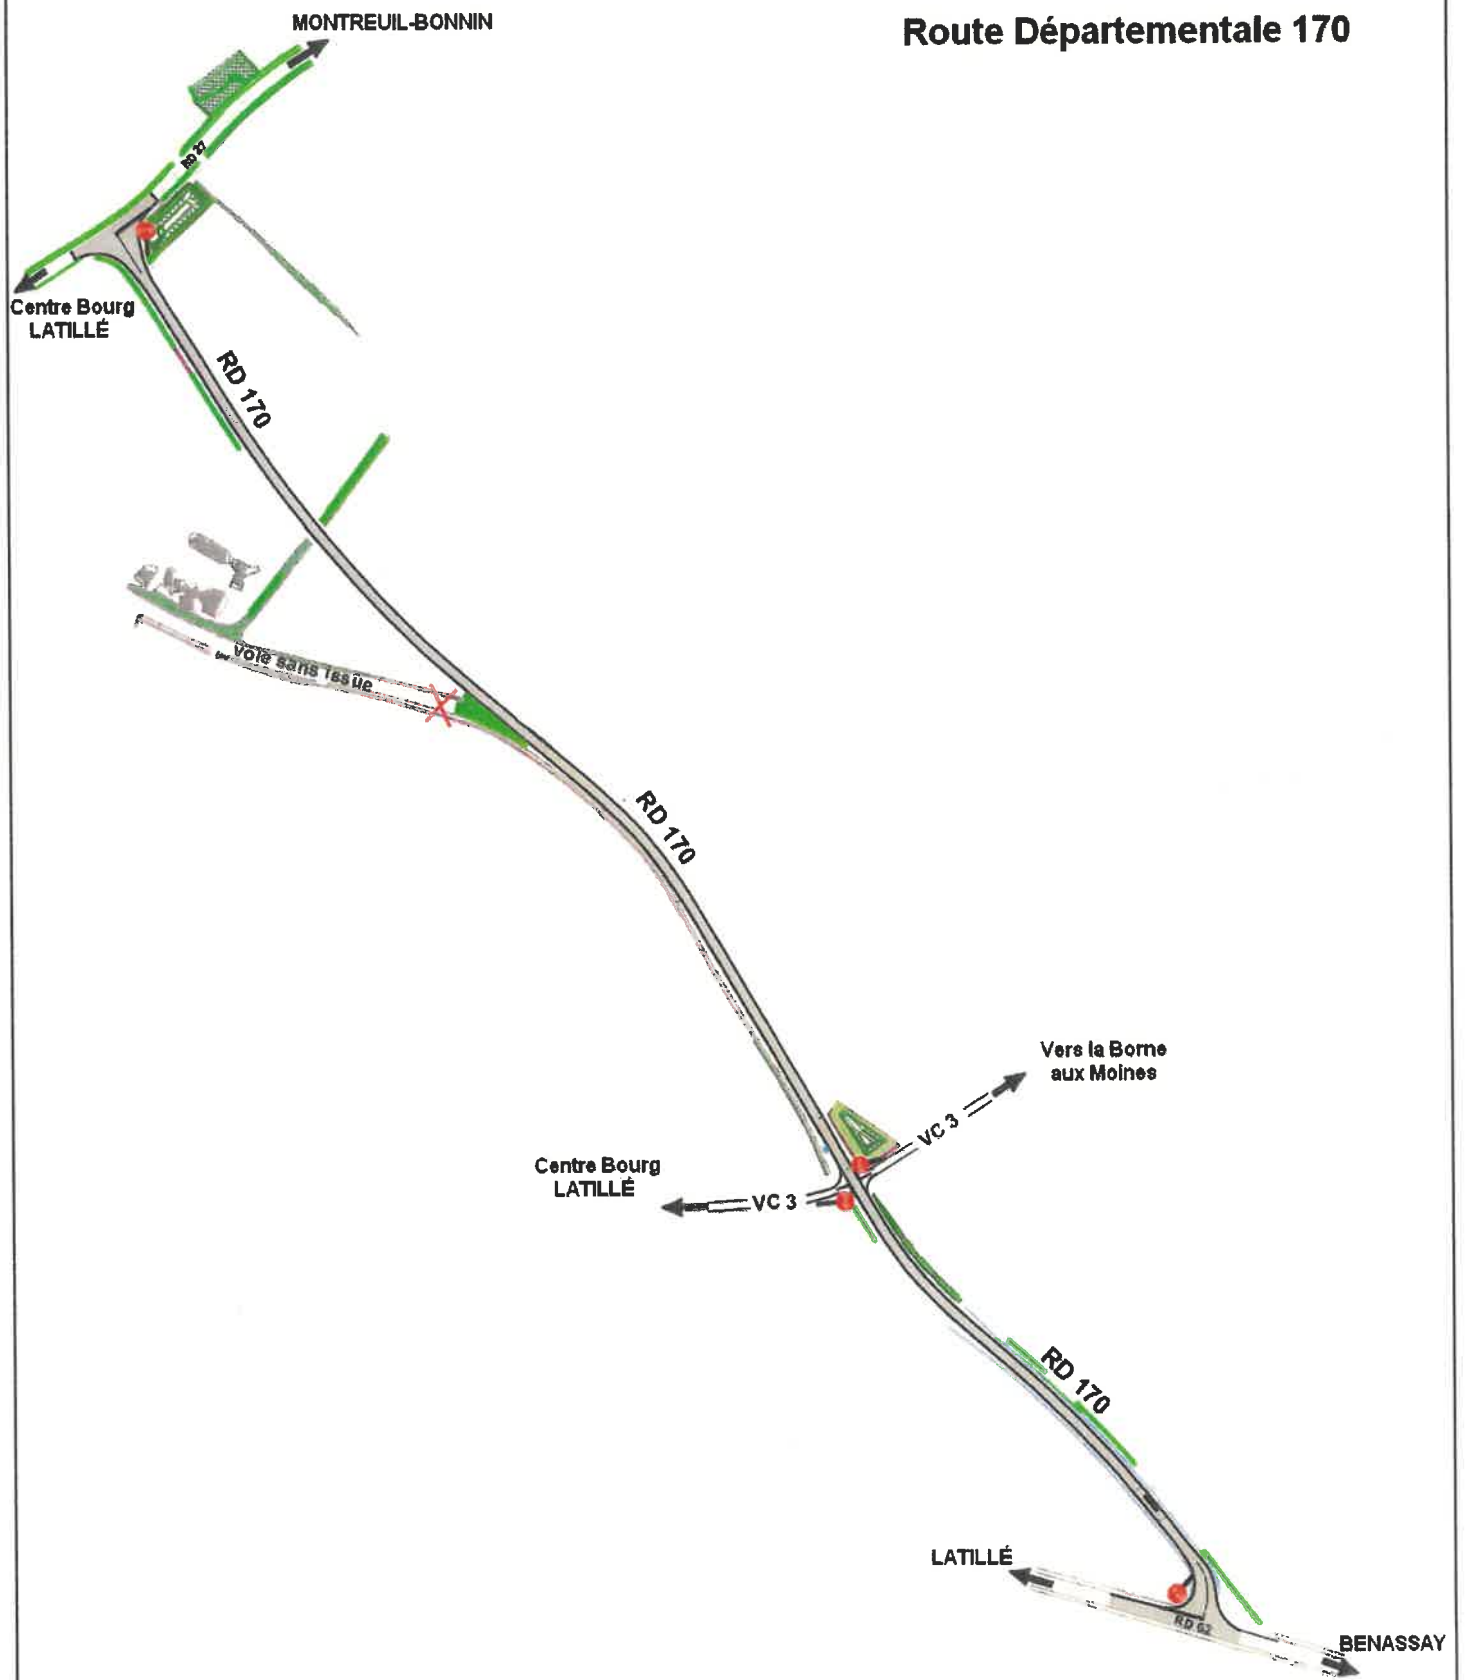 MONTREUIL-BONNIN
Route Départementale 170
RD 27
Centre Bourg
LATILLÉ
RD 170
Voie sans issue
RD 170
Vers la Borne
aux Moines
VC 3
Centre Bourg
LATILLÉ
VC 3
RD 170
LATILLÉ
RD 62
BENASSAY